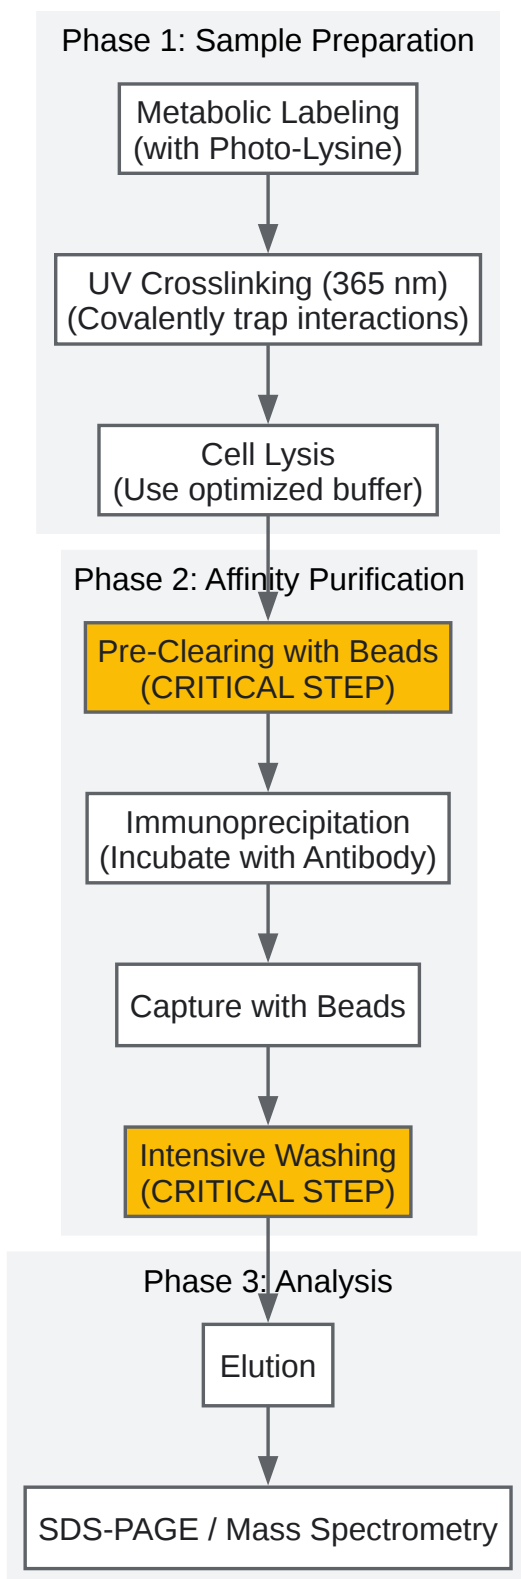 Phase 1: Sample Preparation
Metabolic Labeling
(with Photo-Lysine)
UV Crosslinking (365 nm)
(Covalently trap interactions)
Cell Lysis
(Use optimized buffer)
Phase 2: Affinity Purification
Pre-Clearing with Beads
(CRITICAL STEP)
Immunoprecipitation
(Incubate with Antibody)
Capture with Beads
Intensive Washing
(CRITICAL STEP)
Phase 3: Analysis
Elution
SDS-PAGE / Mass Spectrometry